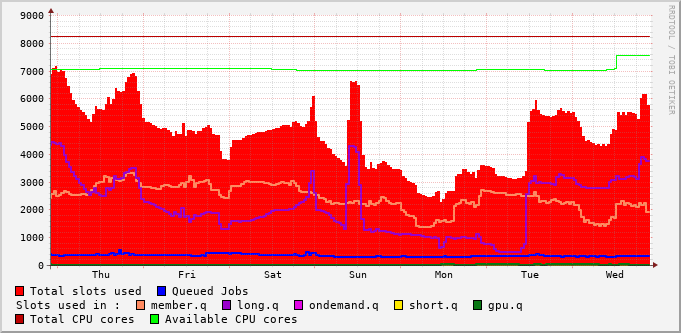 9000
8000
7000
6000
5000
4000
3000
2000
1000
0
Thu Fri Sat Sun Mon Tue Wed
RRDTOOL / TOBI OETIKER
Total slots used Queued Jobs
Slots used in : member.q long.q ondemand.q short.q gpu.q
Total CPU cores Available CPU cores